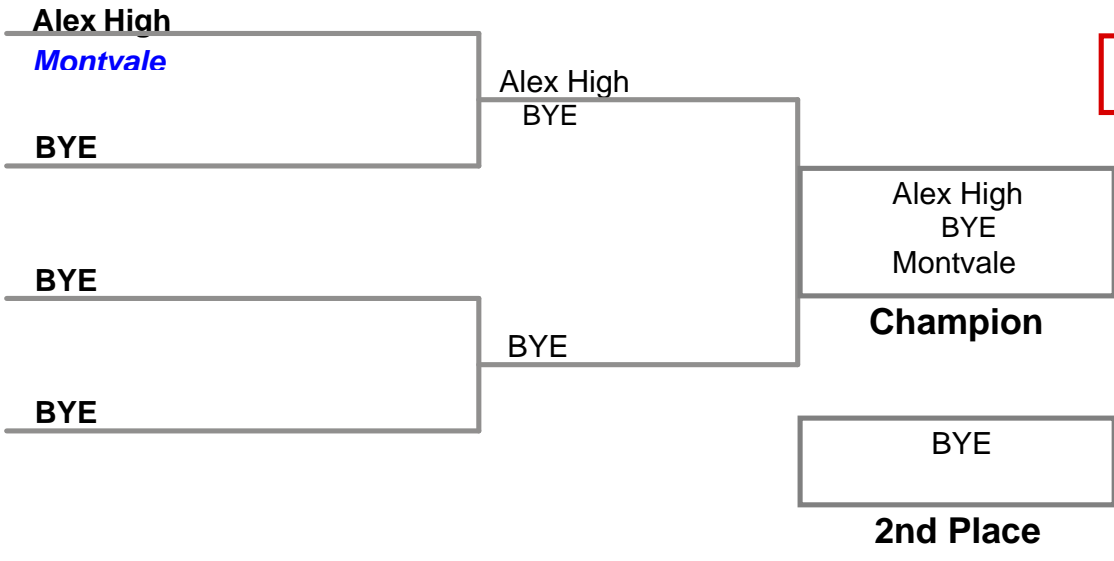 Alex High
Montvale
BYE
BYE
BYE
Alex High
BYE
BYE
Alex High
BYE
Montvale
Champion
BYE
2nd Place